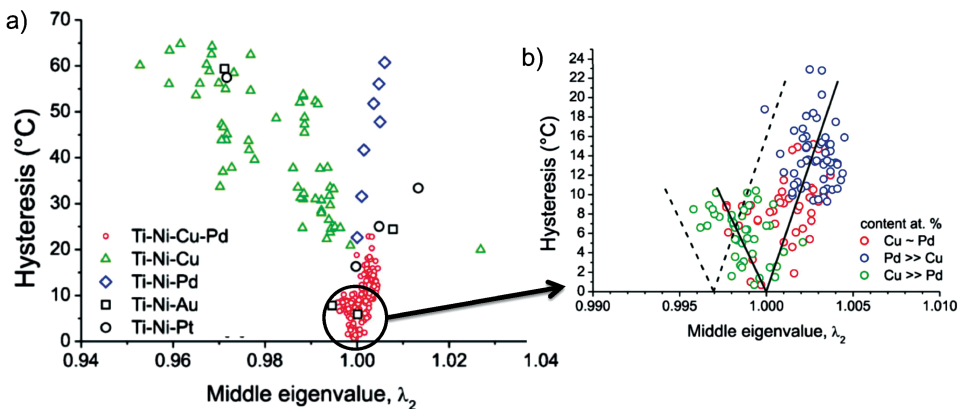 a)
Hysteresis (°C)
70
60
50
40
30
20
10
0
Ti-Ni-Cu-Pd
Ti-Ni-Cu
Ti-Ni-Pd
Ti-Ni-Au
Ti-Ni-Pt
0.94 0.96 0.98 1.00 1.02 1.04
Middle eigenvalue, λ2
b)
Hysteresis (°C)
24
22
20
18
16
14
12
10
8
6
4
2
0
content at. %
Cu ~ Pd
Pd >> Cu
Cu >> Pd
0.990 0.995 1.000 1.005 1.010
Middle eigenvalue, λ2